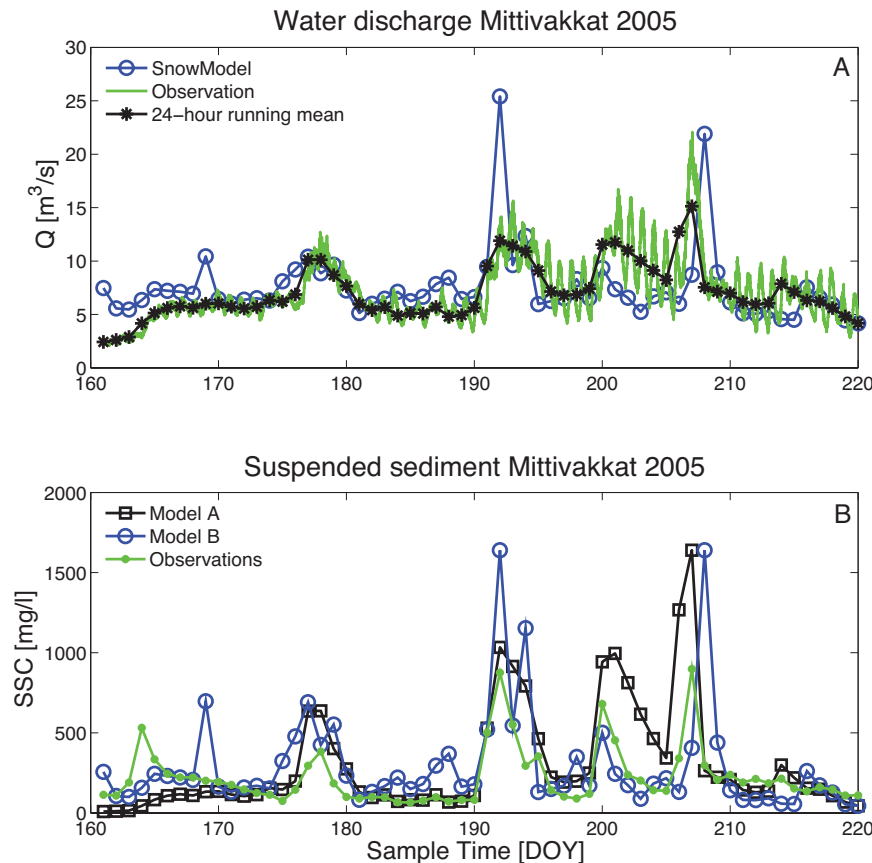 Water discharge Mittivakkat 2005
30
25
20
15
10
5
0
Q [m³/s]
SnowModel
Observation
24−hour running mean
A
160 170 180 190 200 210 220
Suspended sediment Mittivakkat 2005
2000
1500
1000
500
0
SSC [mg/l]
Model A
Model B
Observations
B
160 170 180 190 200 210 220
Sample Time [DOY]